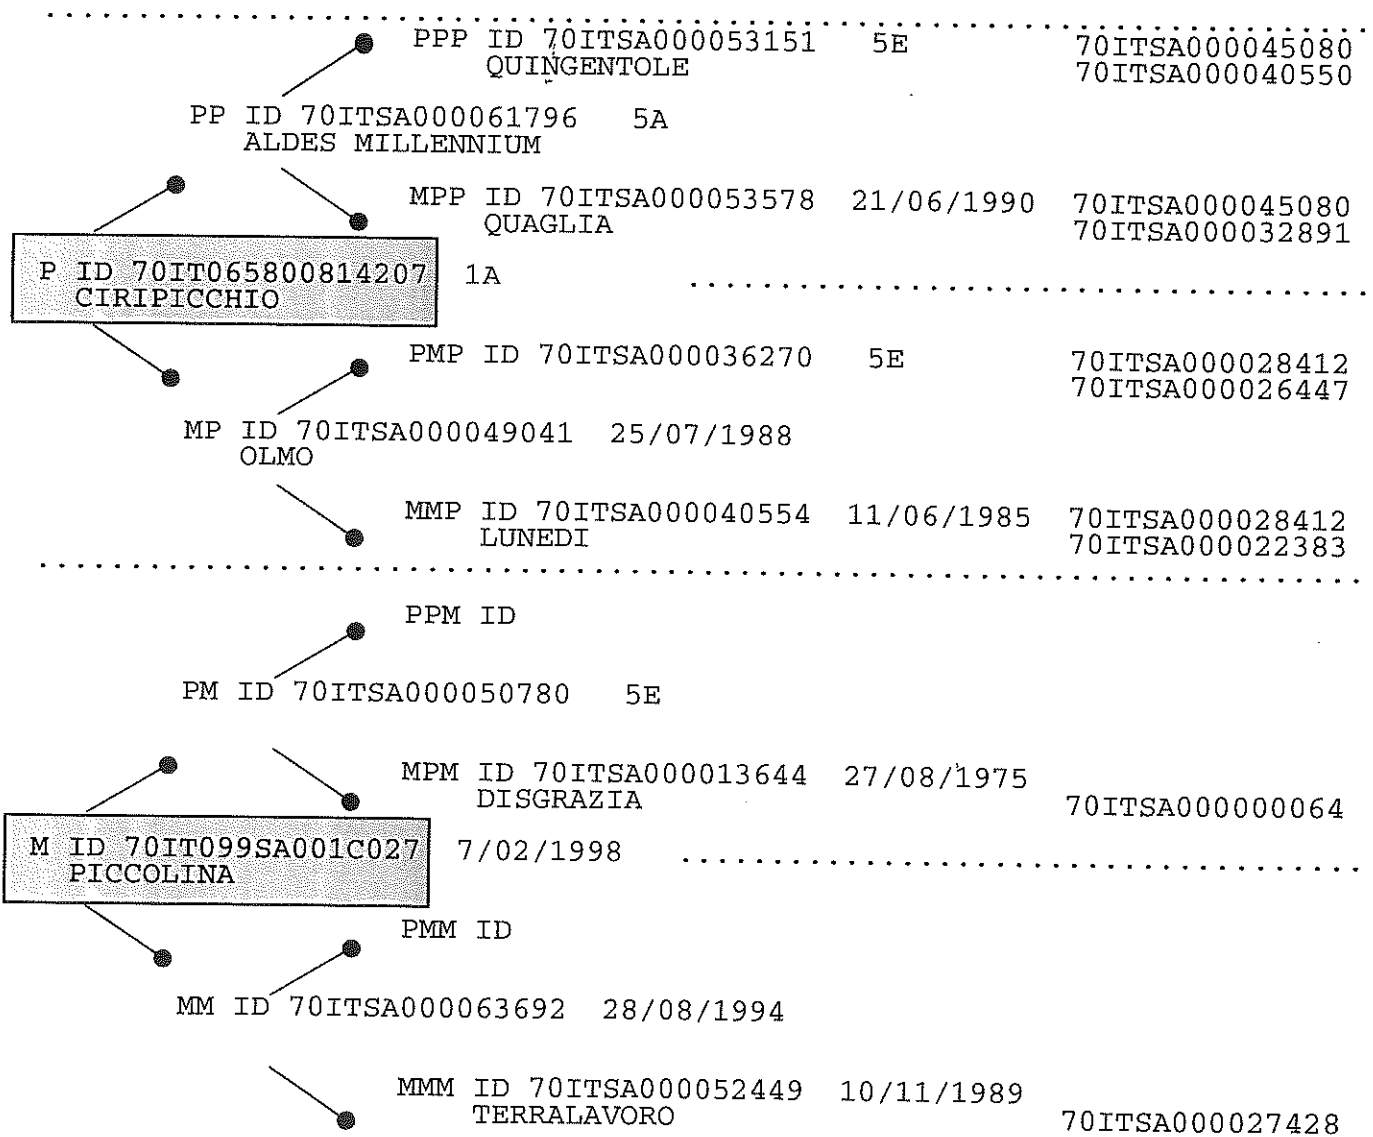 PPP ID 70ITSA000053151 5E 70ITSA000045080
QUINGENTOLE 70ITSA000040550
PP ID 70ITSA000061796 5A
ALDES MILLENNIUM
MPP ID 70ITSA000053578 21/06/1990 70ITSA000045080
QUAGLIA 70ITSA000032891
P ID 70IT065800814207 1A
CIRIPICCHIO
PMP ID 70ITSA000036270 5E 70ITSA000028412
70ITSA000026447
MP ID 70ITSA000049041 25/07/1988
OLMO
MMP ID 70ITSA000040554 11/06/1985 70ITSA000028412
LUNEDI 70ITSA000022383
PPM ID
PM ID 70ITSA000050780 5E
MPM ID 70ITSA000013644 27/08/1975
DISGRAZIA 70ITSA000000064
M ID 70IT099SA001C027 7/02/1998
PICCOLINA
PMM ID
MM ID 70ITSA000063692 28/08/1994
MMM ID 70ITSA000052449 10/11/1989
TERRALAVORO 70ITSA000027428